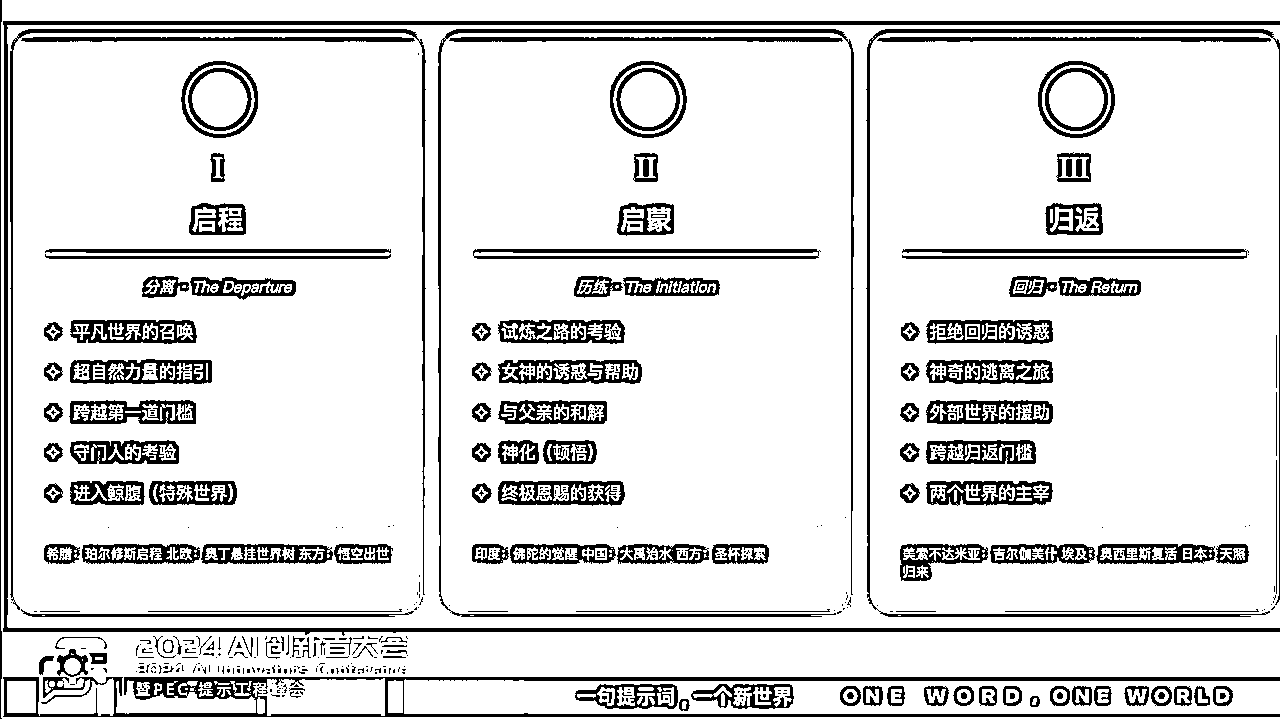 I
启程
分离 · The Departure
平凡世界的召唤
超自然力量的指引
跨越第一道门槛
守门人的考验
进入鲸腹（特殊世界）
希腊：珀尔修斯启程 北欧：奥丁悬挂世界树 东方：悟空出世
II
启蒙
历练 · The Initiation
试炼之路的考验
女神的诱惑与帮助
与父亲的和解
神化（顿悟）
终极恩赐的获得
印度：佛陀的觉醒 中国：大禹治水 西方：圣杯探索
III
归返
回归 · The Return
拒绝回归的诱惑
神奇的逃离之旅
外部世界的援助
跨越归返门槛
两个世界的主宰
美索不达米亚：吉尔伽美什 埃及：奥西里斯复活 日本：天照
归来
2024 AI 创新者大会
2024 AI Innovators Conference
暨PEC·提示工程峰会
一句提示词，一个新世界
ONE WORD, ONE WORLD